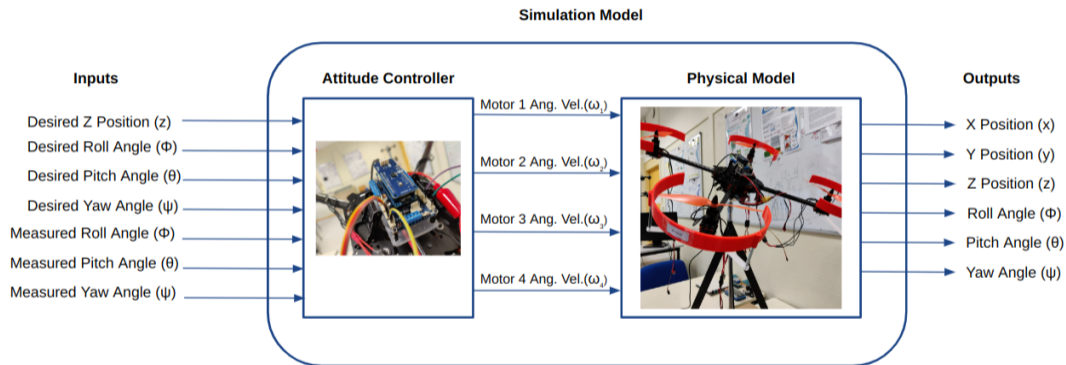 Simulation Model
Inputs
Attitude Controller
Physical Model
Outputs
Desired Z Position (z)
Desired Roll Angle (Φ)
Desired Pitch Angle (θ)
Desired Yaw Angle (ψ)
Measured Roll Angle (Φ)
Measured Pitch Angle (θ)
Measured Yaw Angle (ψ)
Motor 1 Ang. Vel.(ω₁)
Motor 2 Ang. Vel.(ω₂)
Motor 3 Ang. Vel.(ω₃)
Motor 4 Ang. Vel.(ω₄)
X Position (x)
Y Position (y)
Z Position (z)
Roll Angle (Φ)
Pitch Angle (θ)
Yaw Angle (ψ)